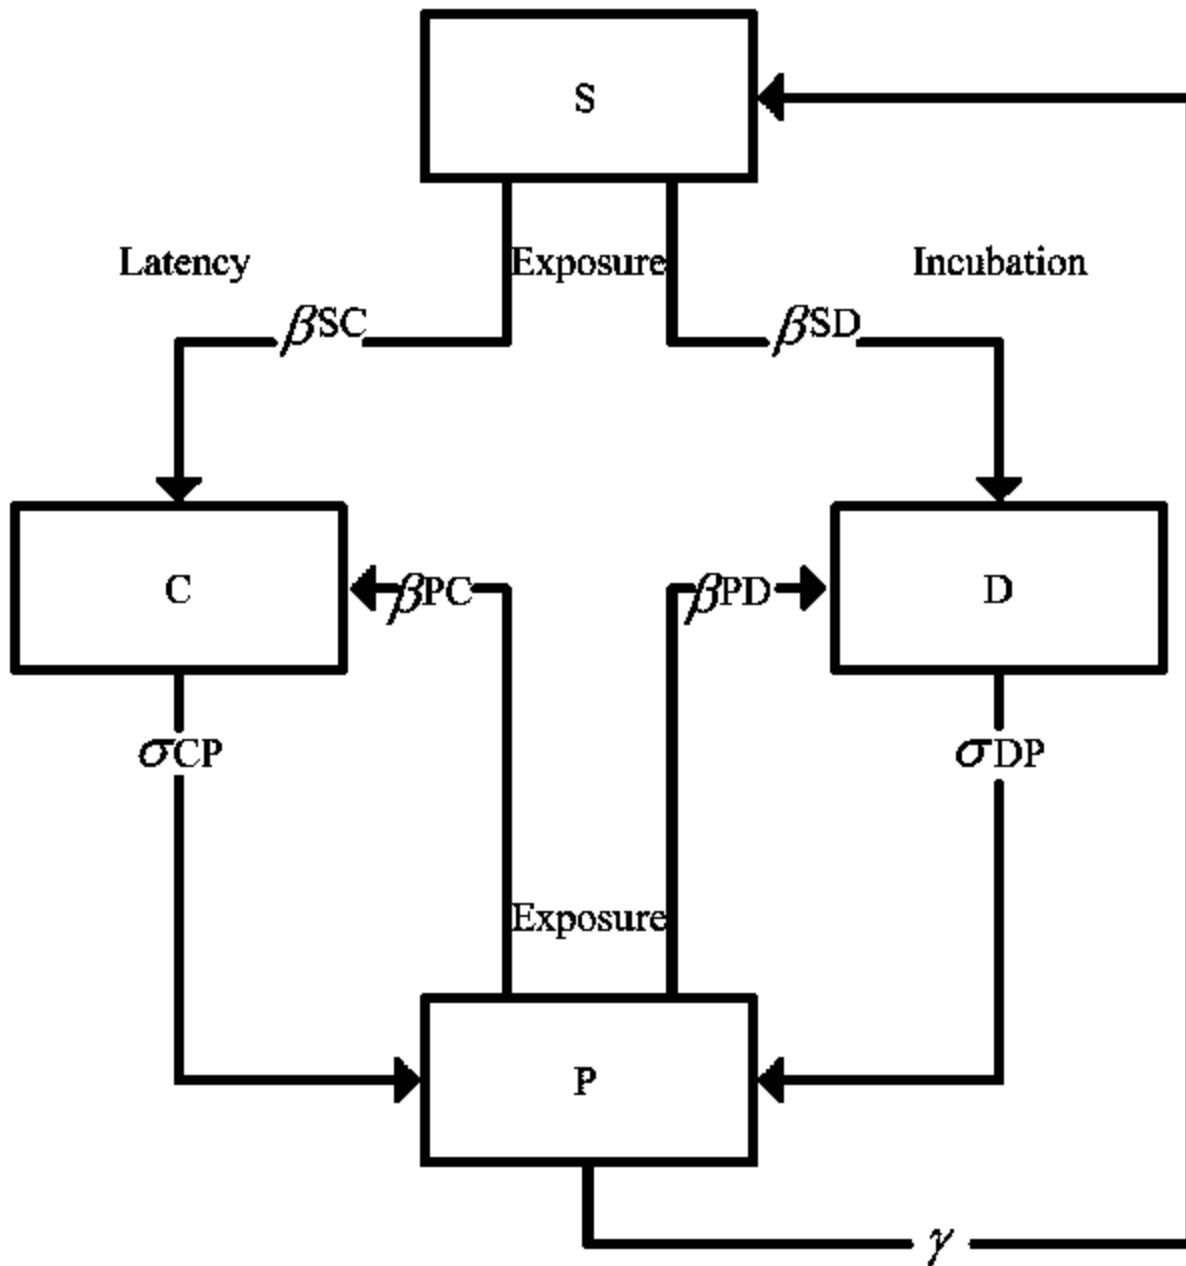 S
Latency
Exposure
Incubation
βSC
βSD
C
βPC
βPD
D
σCP
σDP
Exposure
P
γ